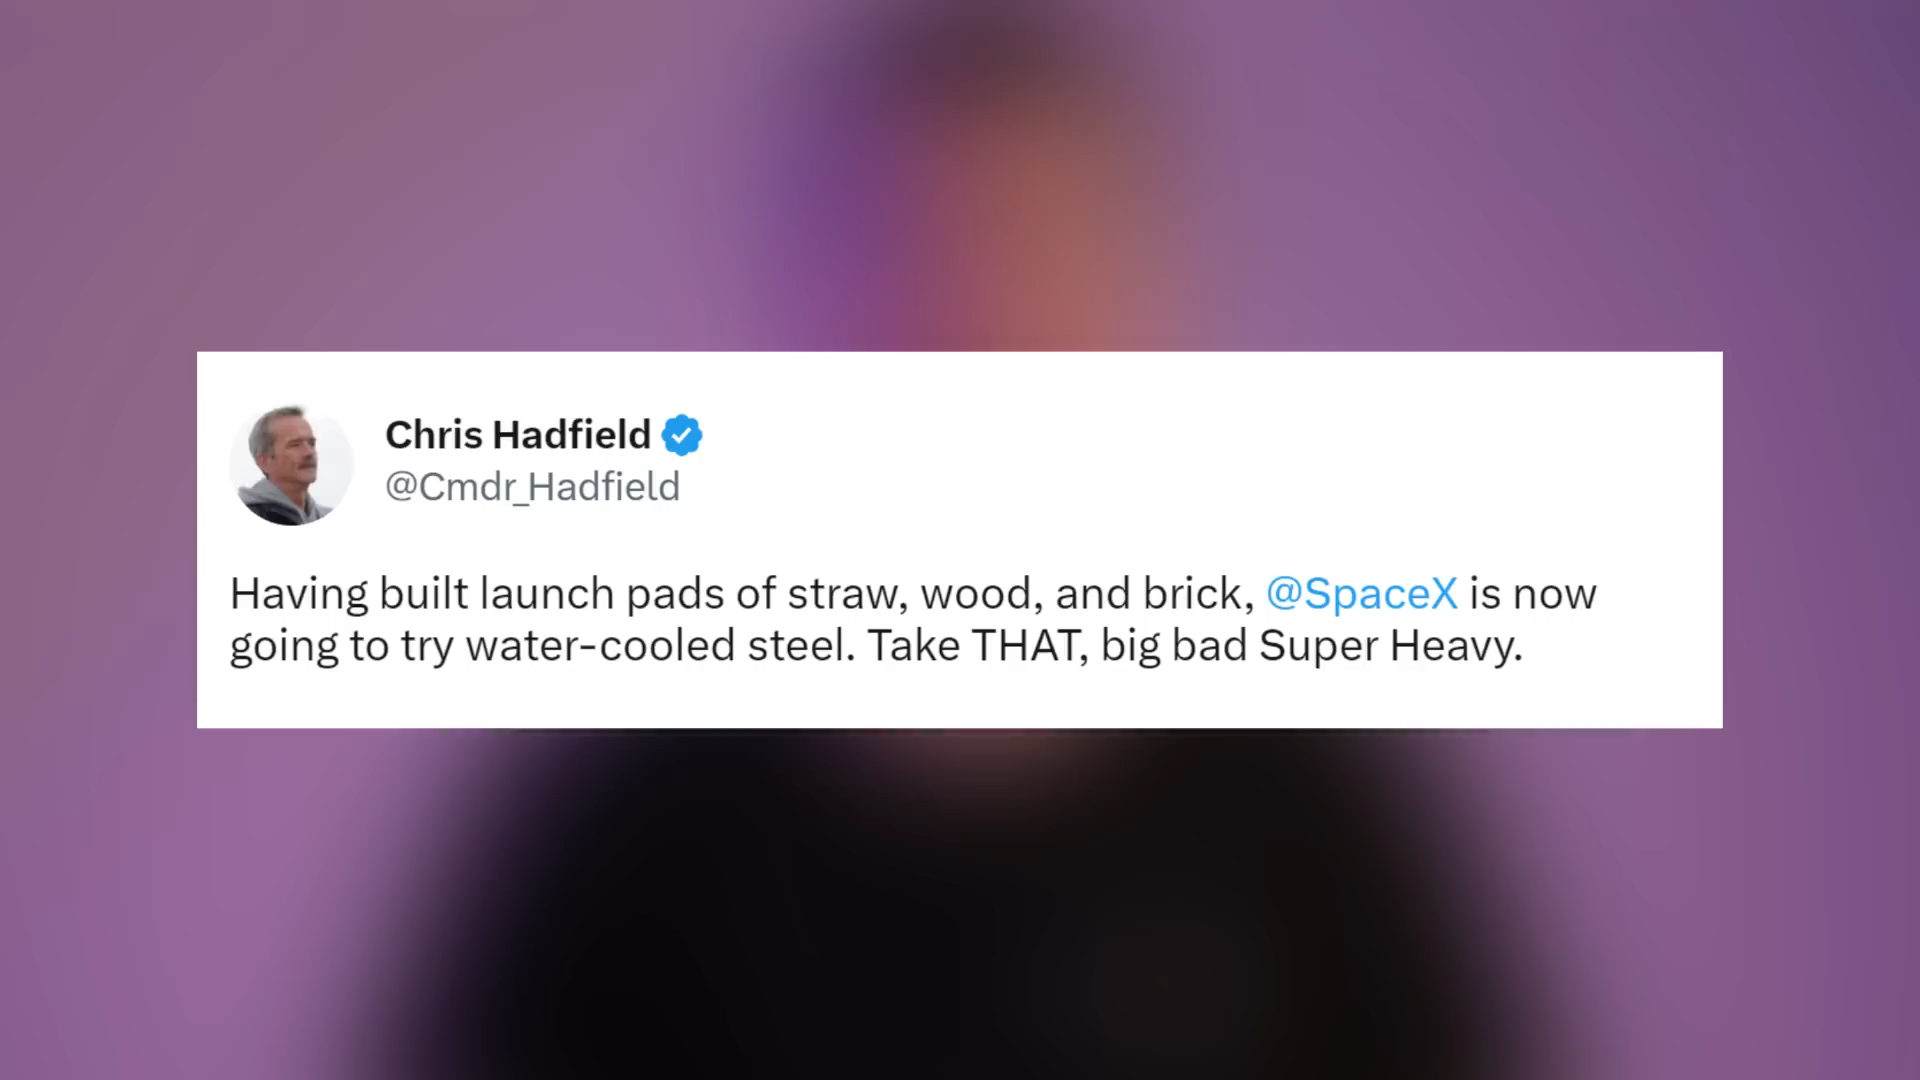 Chris Hadfield
@Cmdr_Hadfield
Having built launch pads of straw, wood, and brick, @SpaceX is now
going to try water-cooled steel. Take THAT, big bad Super Heavy.